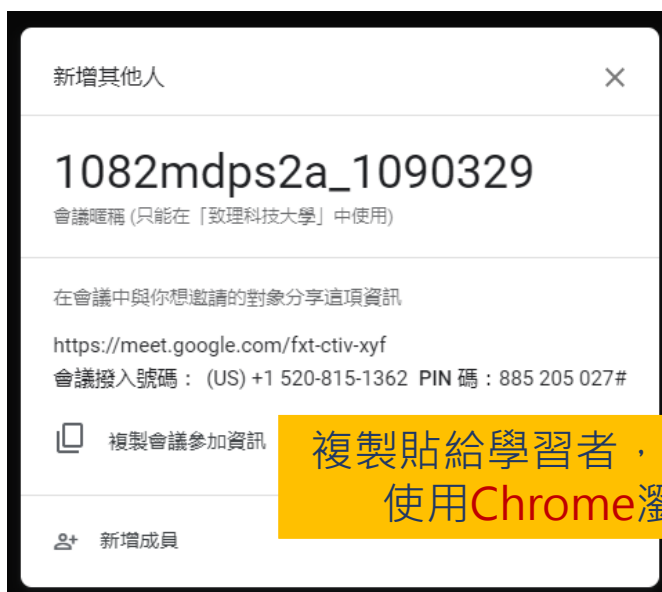 新增其他人
1082mdps2a_1090329
會議暱稱 (只能在「致理科技大學」中使用)
在會議中與你想邀請的對象分享這項資訊
https://meet.google.com/fxt-ctiv-xyf
會議撥入號碼： (US) +1 520-815-1362 PIN 碼：885 205 027#
複製會議參加資訊
複製貼給學習者，
使用Chrome瀏
新增成員